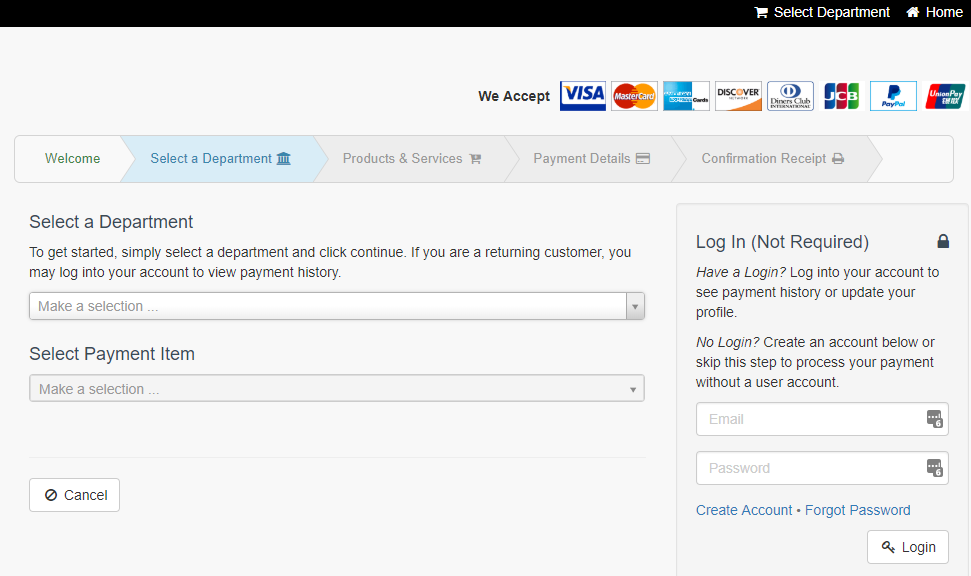 Select Department Home
We Accept VISA MasterCard AMERICAN EXPRESS Cards DISCOVER NETWORK Diners Club INTERNATIONAL JCB PayPal UnionPay 银联
Welcome Select a Department Products & Services Payment Details Confirmation Receipt
Select a Department
To get started, simply select a department and click continue. If you are a returning customer, you
may log into your account to view payment history.
Make a selection ...
Select Payment Item
Make a selection ...
Cancel
Log In (Not Required)
Have a Login? Log into your account to
see payment history or update your
profile.
No Login? Create an account below or
skip this step to process your payment
without a user account.
Email
6
Password
6
Create Account • Forgot Password
Login